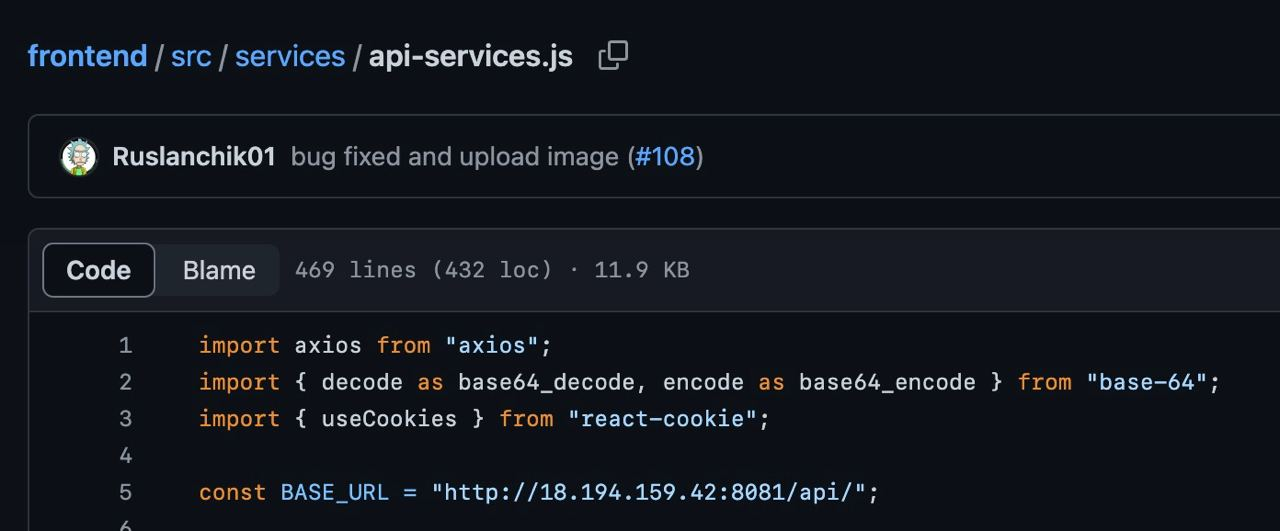 frontend / src / services / api-services.js
Ruslanchik01 bug fixed and upload image (#108)
Code Blame 469 lines (432 loc) · 11.9 KB
1 import axios from "axios";
2 import { decode as base64_decode, encode as base64_encode } from "base-64";
3 import { useCookies } from "react-cookie";
4
5 const BASE_URL = "http://18.194.159.42:8081/api/";
6